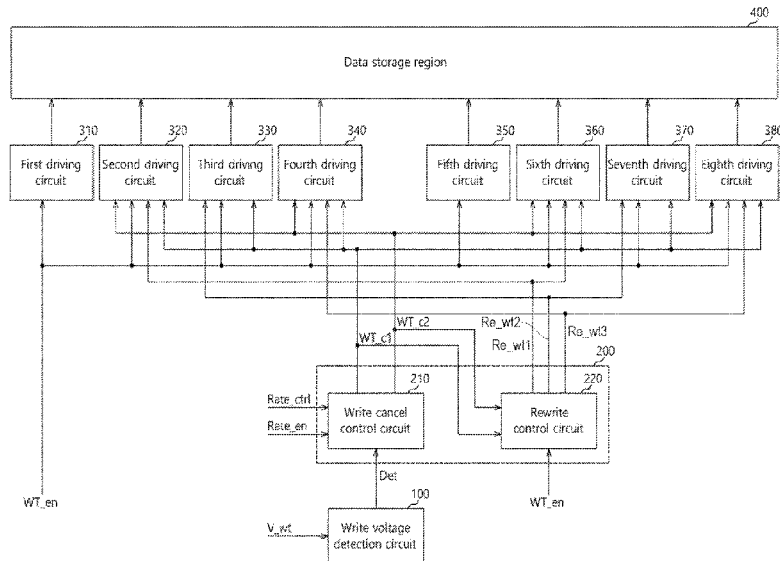 400
Data storage region
310
320
330
340
350
360
370
380
First driving
circuit
Second driving
circuit
Third driving
circuit
Fourth driving
circuit
Fifth driving
circuit
Sixth driving
circuit
Seventh driving
circuit
Eighth driving
circuit
WT_c2
WT_c1
Re_wt2
Re_wt1
Re_wt3
200
210
220
Rate_ctrl
Rate_en
Write cancel
control circuit
Rewrite
control circuit
Det
WT_en
WT_en
100
V_wt
Write voltage
detection circuit